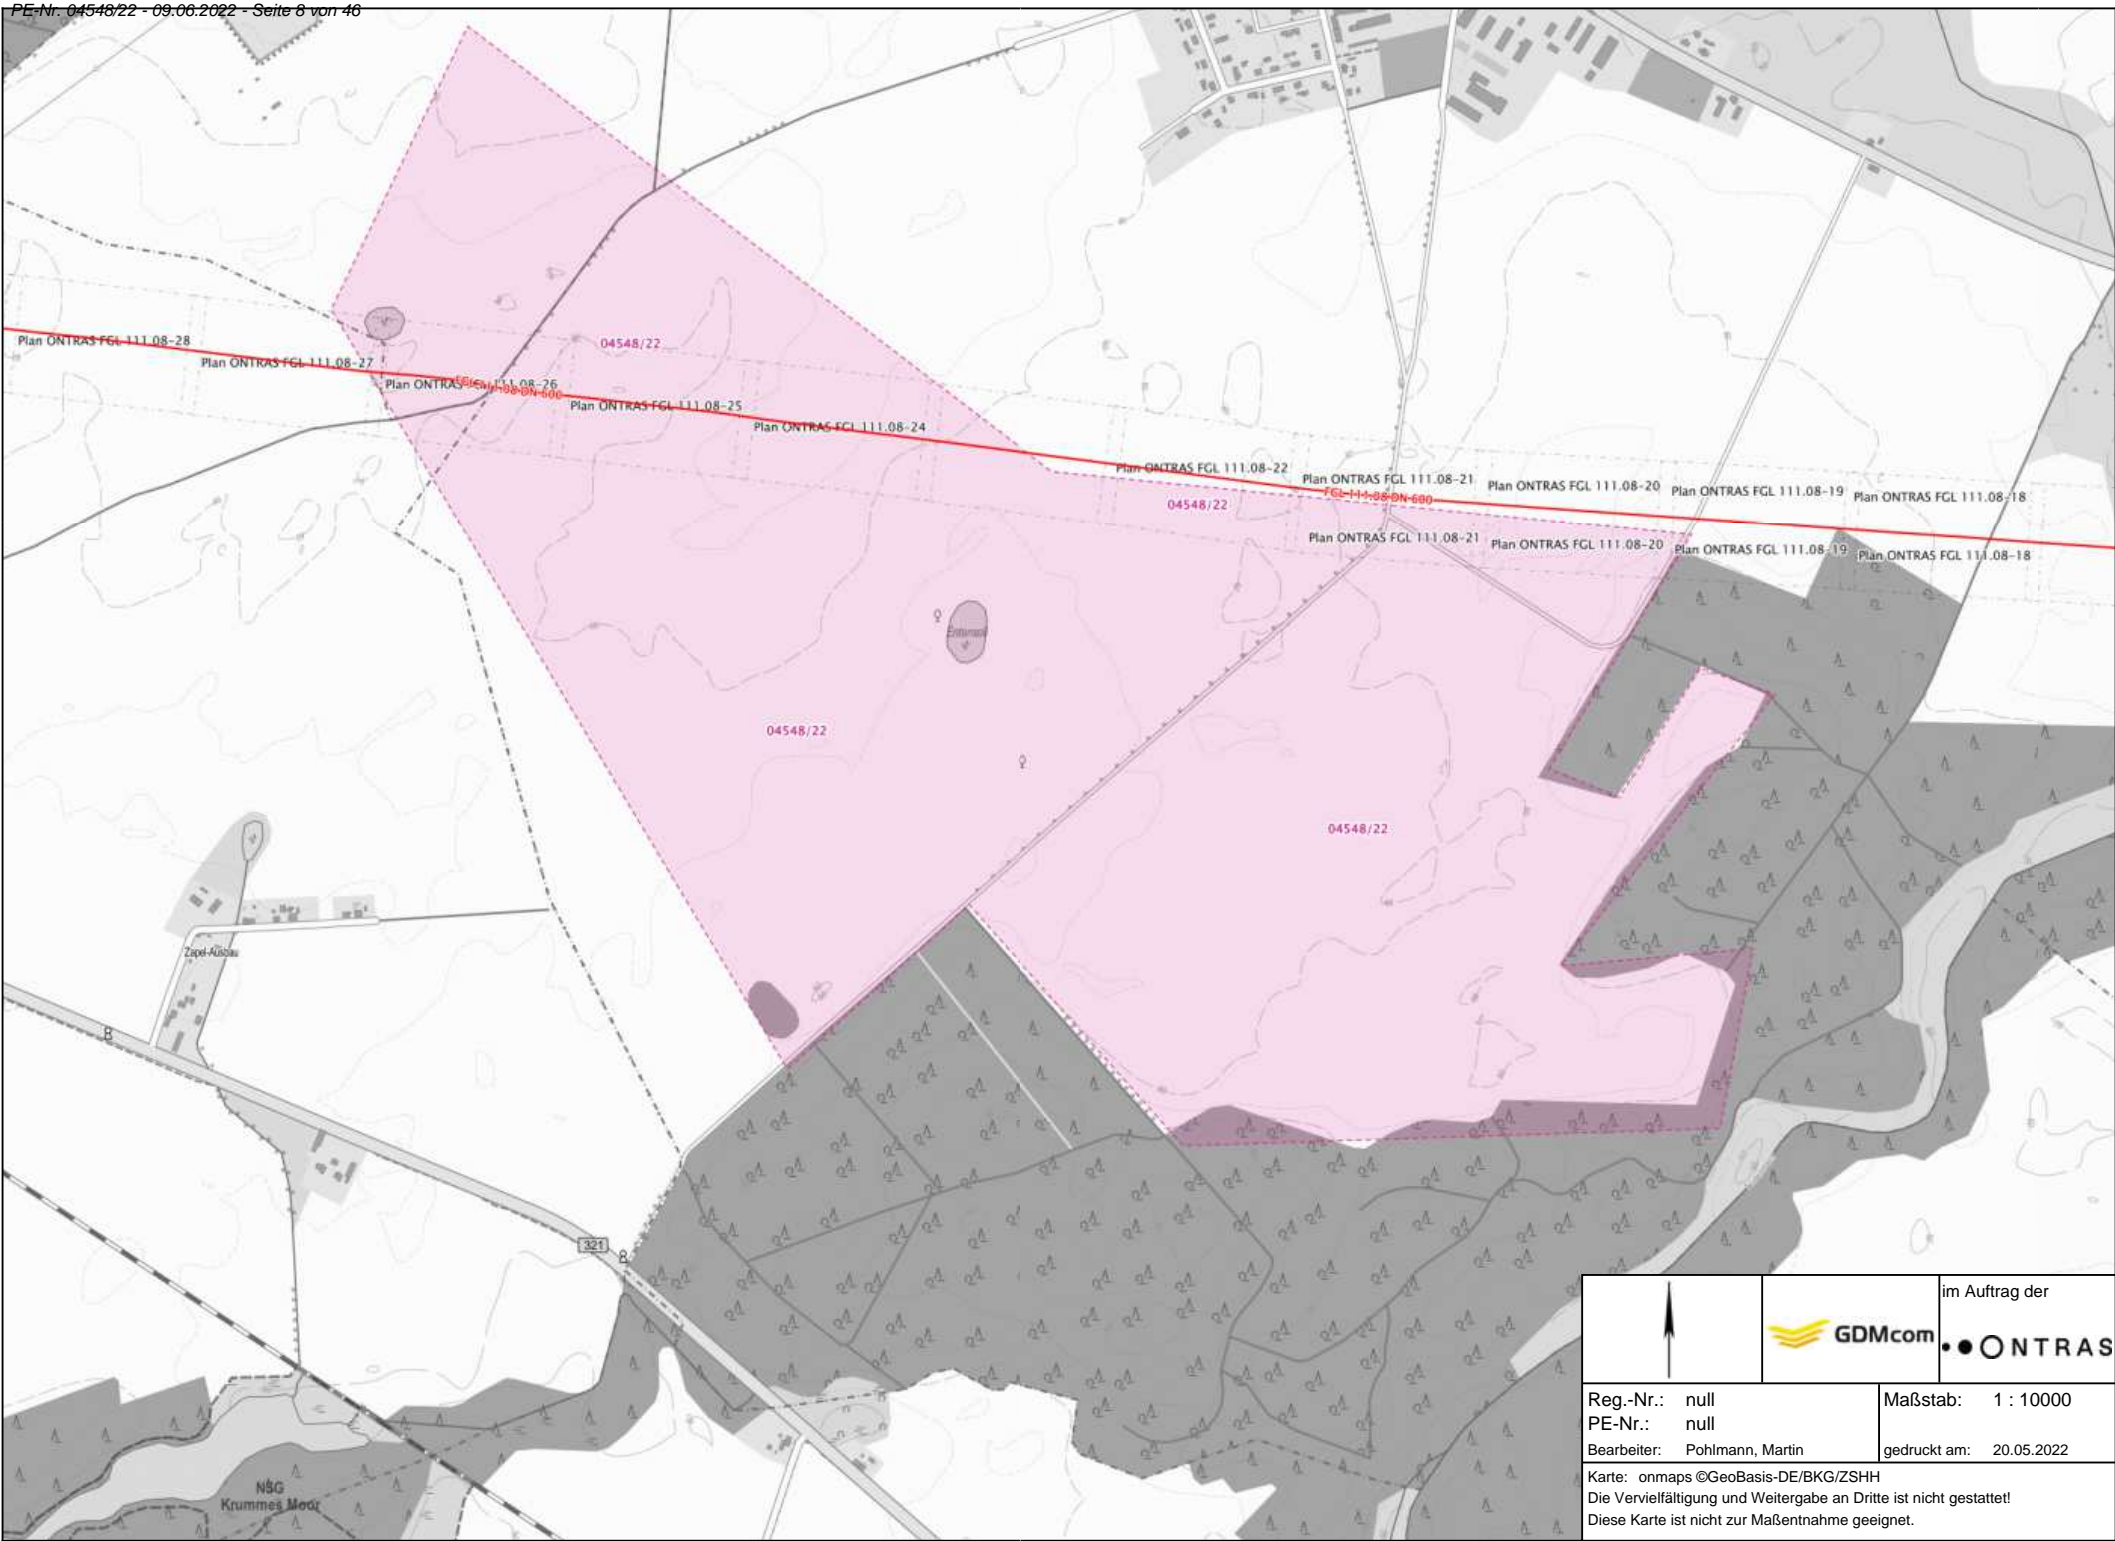 PE-Nr. 04548/22 - 09.06.2022 - Seite 8 von 46
04548/22
Plan ONTRAS FGL 111.08-28
Plan ONTRAS FGL 111.08-27
Plan ONTRAS FGL 111.08-26
FGL 111.08 DN 600
Plan ONTRAS FGL 111.08-25
Plan ONTRAS FGL 111.08-24
Plan ONTRAS FGL 111.08-22
Plan ONTRAS FGL 111.08-21
Plan ONTRAS FGL 111.08-20
Plan ONTRAS FGL 111.08-19
Plan ONTRAS FGL 111.08-18
FGL 111.08 DN 600
04548/22
Plan ONTRAS FGL 111.08-21
Plan ONTRAS FGL 111.08-20
Plan ONTRAS FGL 111.08-19
Plan ONTRAS FGL 111.08-18
04548/22
04548/22
Zapel-Ausbau
321
NSG
Krummes Moor
GDMcom
im Auftrag der
ONTRAS
Reg.-Nr.: null
Maßstab: 1 : 10000
PE-Nr.: null
Bearbeiter: Pohlmann, Martin
gedruckt am: 20.05.2022
Karte: onmaps ©GeoBasis-DE/BKG/ZSHH
Die Vervielfältigung und Weitergabe an Dritte ist nicht gestattet!
Diese Karte ist nicht zur Maßentnahme geeignet.